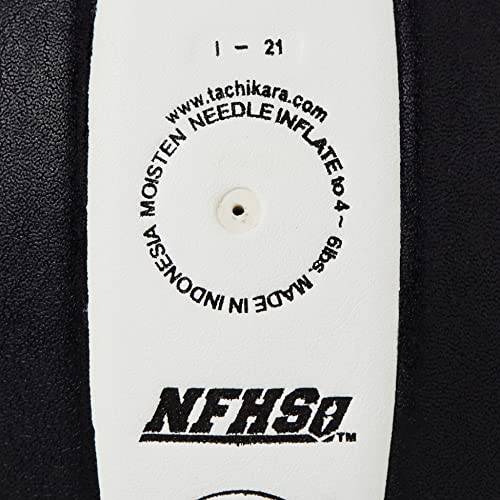 I - 21
www.tachikara.com
MOISTEN NEEDLE INFLATE to 4 ~ 6lbs. MADE IN INDONESIA
NFHS TM